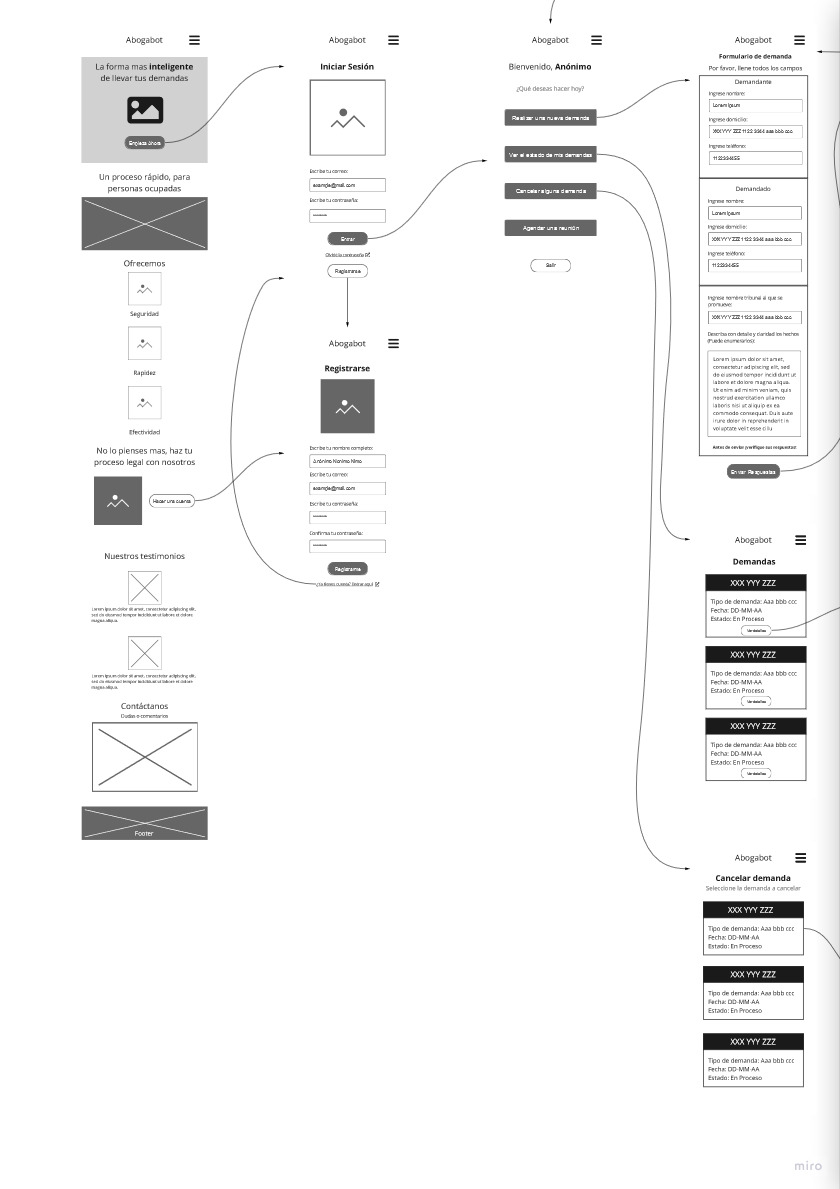 Abogabot
La forma mas inteligente
de llevar tus demandas
Empieza Ahora
Un proceso rápido, para
personas ocupadas
Ofrecemos
Seguridad
Rapidez
Efectividad
No lo pienses mas, haz tu
proceso legal con nosotros
Hacer una cuenta
Nuestros testimonios
Lorem ipsum dolor sit amet, consectetur adipiscing elit,
sed do eiusmod tempor incididunt ut labore et dolore
magna aliqua.
Lorem ipsum dolor sit amet, consectetur adipiscing elit,
sed do eiusmod tempor incididunt ut labore et dolore
magna aliqua.
Contáctanos
Dudas o comentarios
Footer
Abogabot
Iniciar Sesión
Escribe tu correo:
example@mail.com
Escribe tu contraseña:
Entrar
Olvidé la contraseña
Registrarse
Abogabot
Registrarse
Escribe tu nombre completo:
Anónimo Nonimo Nimo
Escribe tu correo:
example@mail.com
Escribe tu contraseña:
Confirma tu contraseña:
Registrarme
¿Ya tienes cuenta? Entrar aquí
Abogabot
Bienvenido, Anónimo
¿Qué deseas hacer hoy?
Realizar una nueva demanda
Ver el estado de mis demandas
Cancelar alguna demanda
Agendar una reunión
Salir
Abogabot
Formulario de demanda
Por favor, llene todos los campos
Demandante
Ingrese nombre:
Lorem Ipsum
Ingrese domicilio:
XXX YYY ZZZ 1122 3344 aaa bbb ccc
Ingrese teléfono:
1122334455
Demandado
Ingrese nombre:
Lorem Ipsum
Ingrese domicilio:
XXX YYY ZZZ 1122 3344 aaa bbb ccc
Ingrese teléfono:
1122334455
Ingrese nombre tribunal al que se
promueve:
XXX YYY ZZZ 1122 3344 aaa bbb ccc
Describa con detalle y claridad los hechos
(Puede enumerarlos):
Lorem ipsum dolor sit amet,
consectetur adipiscing elit, sed
do eiusmod tempor incididunt ut
labore et dolore magna aliqua.
Ut enim ad minim veniam, quis
nostrud exercitation ullamco
laboris nisi ut aliquip ex ea
commodo consequat. Duis aute
irure dolor in reprehenderit in
voluptate velit esse cillu
Antes de enviar ¡verifique sus respuestas!
Enviar Respuestas
Abogabot
Demandas
XXX YYY ZZZ
Tipo de demanda: Aaa bbb ccc
Fecha: DD-MM-AA
Estado: En Proceso
Ver detalles
XXX YYY ZZZ
Tipo de demanda: Aaa bbb ccc
Fecha: DD-MM-AA
Estado: En Proceso
Ver detalles
XXX YYY ZZZ
Tipo de demanda: Aaa bbb ccc
Fecha: DD-MM-AA
Estado: En Proceso
Ver detalles
Abogabot
Cancelar demanda
Seleccione la demanda a cancelar
XXX YYY ZZZ
Tipo de demanda: Aaa bbb ccc
Fecha: DD-MM-AA
Estado: En Proceso
XXX YYY ZZZ
Tipo de demanda: Aaa bbb ccc
Fecha: DD-MM-AA
Estado: En Proceso
XXX YYY ZZZ
Tipo de demanda: Aaa bbb ccc
Fecha: DD-MM-AA
Estado: En Proceso
miro